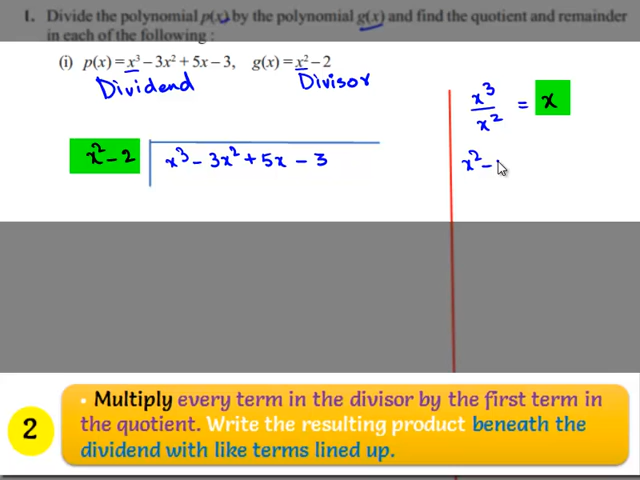 1. Divide the polynomial p(x) by the polynomial g(x) and find the quotient and remainder
in each of the following :
(i) p(x) = x³ – 3x² + 5x – 3, g(x) = x² – 2
Dividend Divisor
x³/x² = x
x² – 2 x³ – 3x² + 5x – 3
x² –
2
• Multiply every term in the divisor by the first term in
the quotient. Write the resulting product beneath the
dividend with like terms lined up.